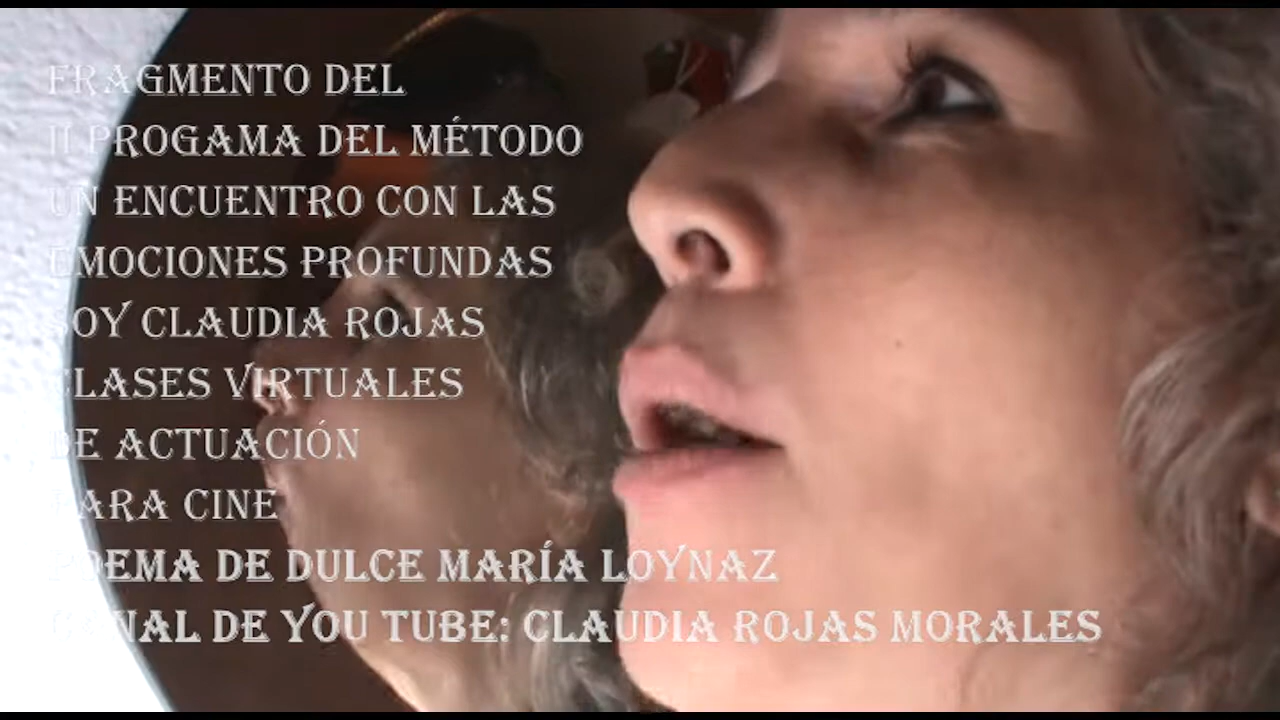 FRAGMENTO DEL
II PROGAMA DEL MÉTODO
UN ENCUENTRO CON LAS
EMOCIONES PROFUNDAS
SOY CLAUDIA ROJAS
CLASES VIRTUALES
DE ACTUACIÓN
PARA CINE
POEMA DE DULCE MARÍA LOYNAZ
CANAL DE YOU TUBE: CLAUDIA ROJAS MORALES